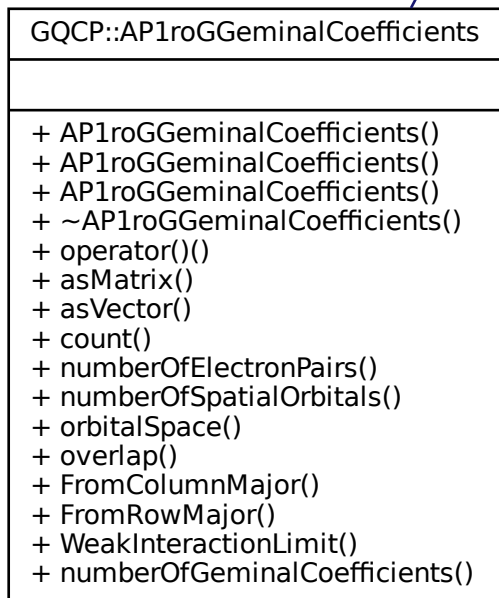 GQCP::AP1roGGeminalCoefficients
+ AP1roGGeminalCoefficients()
+ AP1roGGeminalCoefficients()
+ AP1roGGeminalCoefficients()
+ ~AP1roGGeminalCoefficients()
+ operator()()
+ asMatrix()
+ asVector()
+ count()
+ numberOfElectronPairs()
+ numberOfSpatialOrbitals()
+ orbitalSpace()
+ overlap()
+ FromColumnMajor()
+ FromRowMajor()
+ WeakInteractionLimit()
+ numberOfGeminalCoefficients()